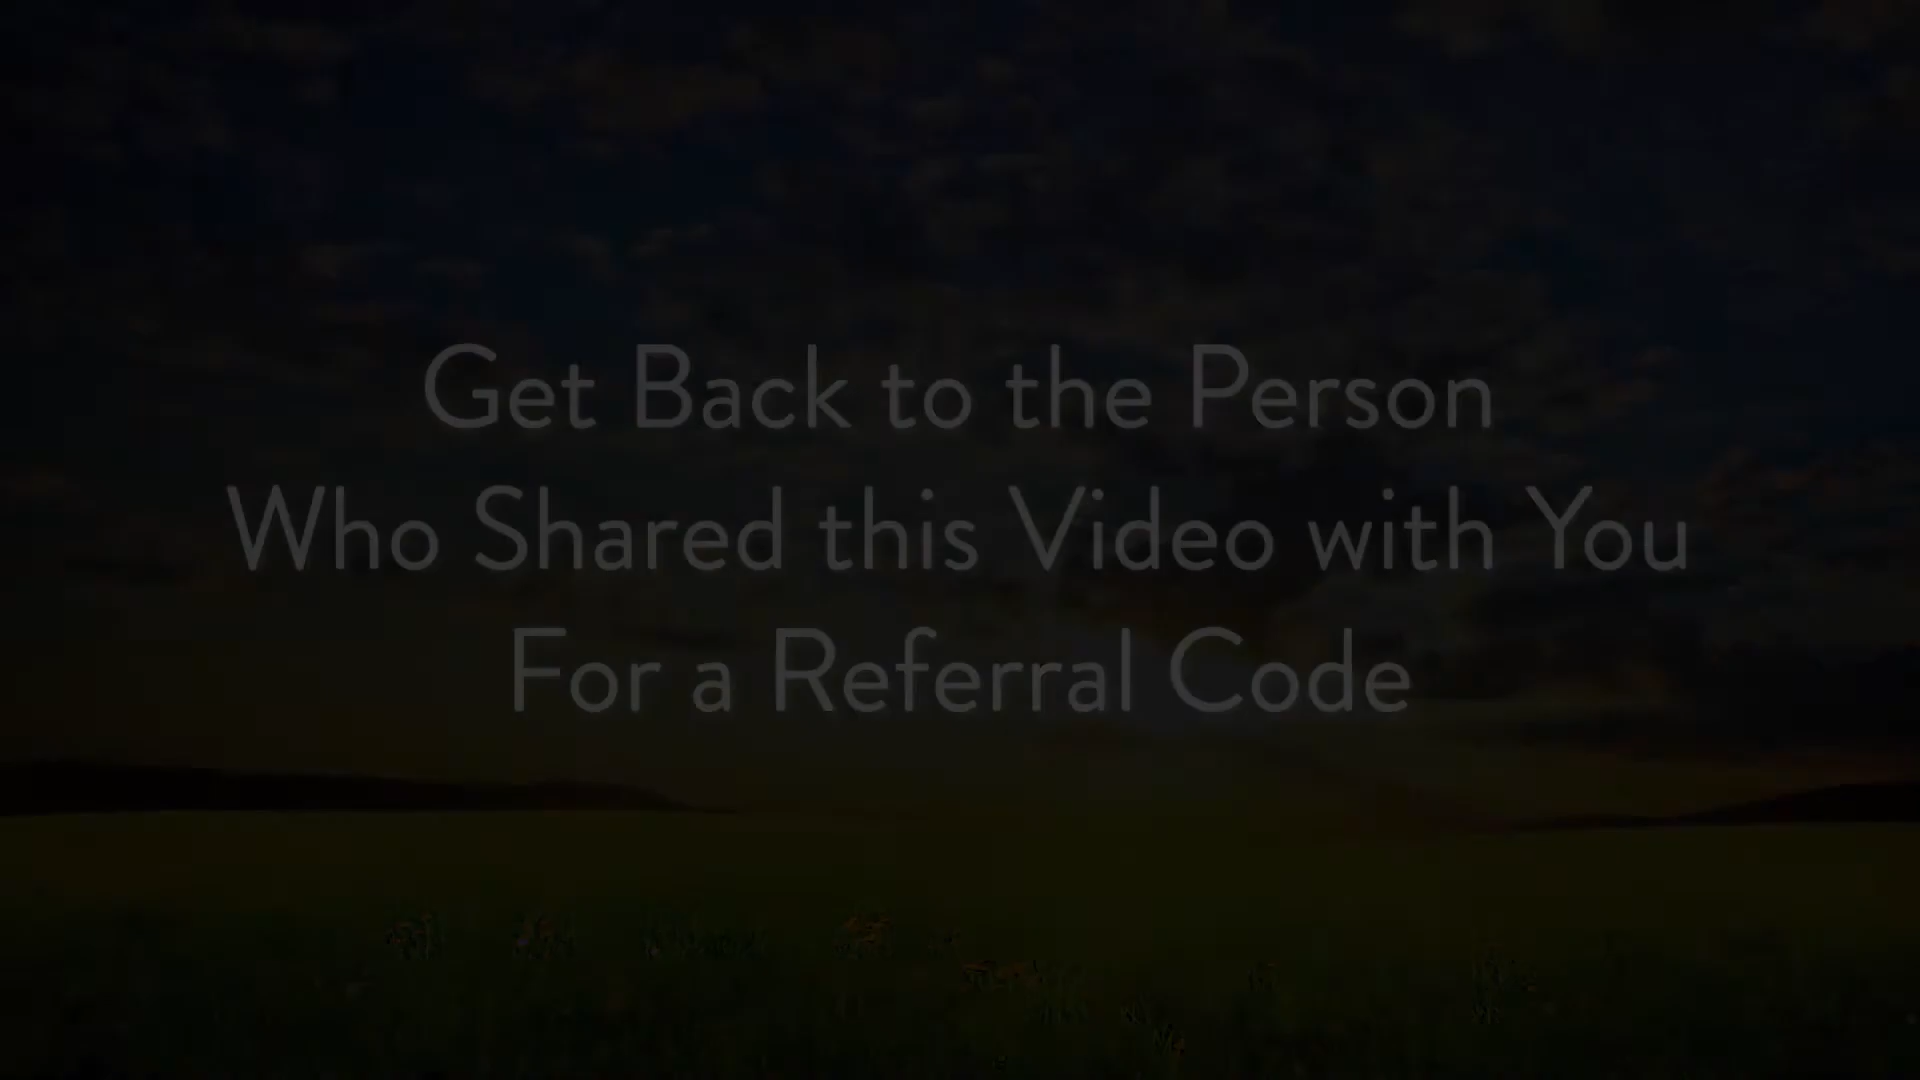 Get Back to the Person
Who Shared this Video with You
For a Referral Code